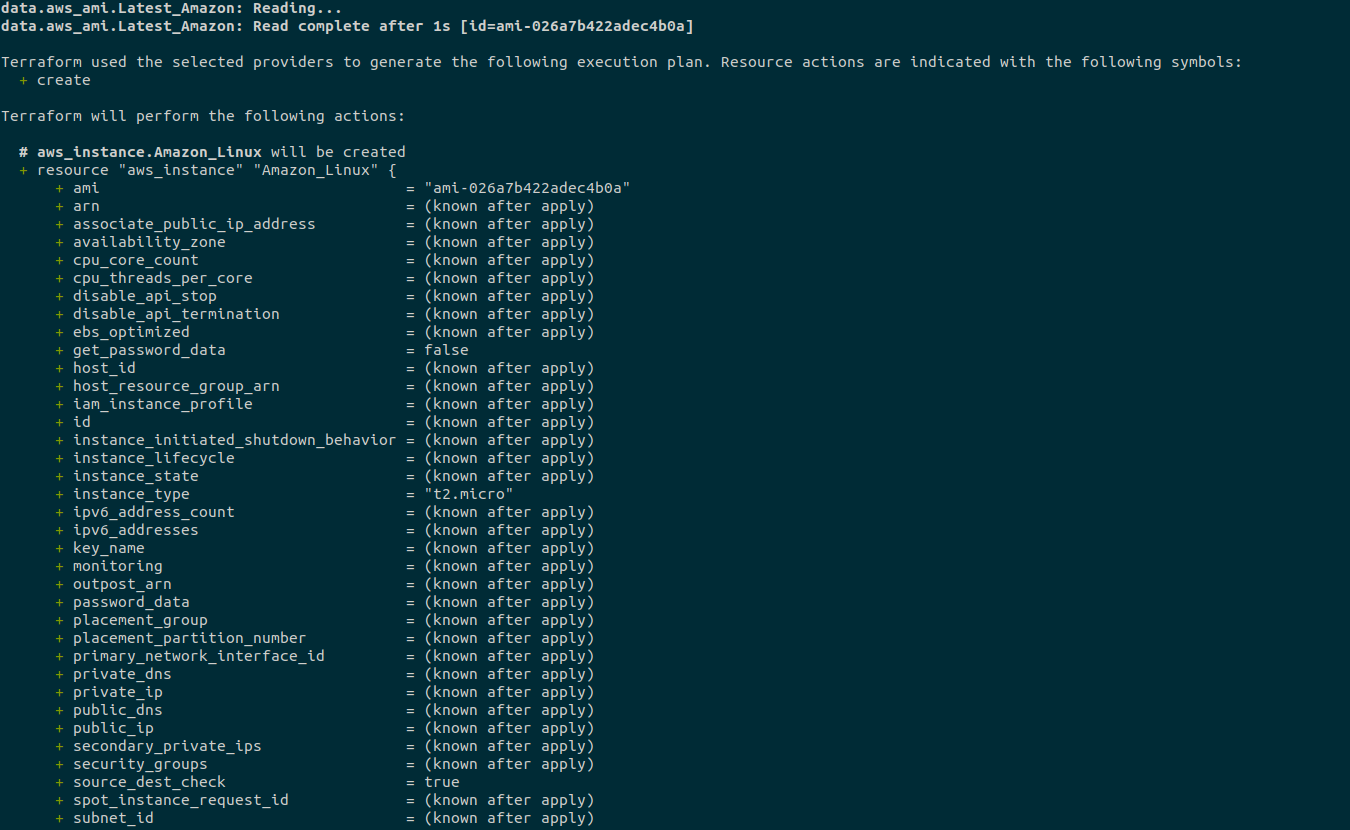 data.aws_ami.Latest_Amazon: Reading...
data.aws_ami.Latest_Amazon: Read complete after 1s [id=ami-026a7b422adec4b0a]

Terraform used the selected providers to generate the following execution plan. Resource actions are indicated with the following symbols:
  + create

Terraform will perform the following actions:

  # aws_instance.Amazon_Linux will be created
  + resource "aws_instance" "Amazon_Linux" {
      + ami                                  = "ami-026a7b422adec4b0a"
      + arn                                  = (known after apply)
      + associate_public_ip_address          = (known after apply)
      + availability_zone                    = (known after apply)
      + cpu_core_count                       = (known after apply)
      + cpu_threads_per_core                 = (known after apply)
      + disable_api_stop                     = (known after apply)
      + disable_api_termination              = (known after apply)
      + ebs_optimized                        = (known after apply)
      + get_password_data                    = false
      + host_id                              = (known after apply)
      + host_resource_group_arn              = (known after apply)
      + iam_instance_profile                 = (known after apply)
      + id                                   = (known after apply)
      + instance_initiated_shutdown_behavior = (known after apply)
      + instance_lifecycle                   = (known after apply)
      + instance_state                       = (known after apply)
      + instance_type                        = "t2.micro"
      + ipv6_address_count                   = (known after apply)
      + ipv6_addresses                       = (known after apply)
      + key_name                             = (known after apply)
      + monitoring                           = (known after apply)
      + outpost_arn                          = (known after apply)
      + password_data                        = (known after apply)
      + placement_group                      = (known after apply)
      + placement_partition_number           = (known after apply)
      + primary_network_interface_id         = (known after apply)
      + private_dns                          = (known after apply)
      + private_ip                           = (known after apply)
      + public_dns                           = (known after apply)
      + public_ip                            = (known after apply)
      + secondary_private_ips                = (known after apply)
      + security_groups                      = (known after apply)
      + source_dest_check                    = true
      + spot_instance_request_id             = (known after apply)
      + subnet_id                            = (known after apply)